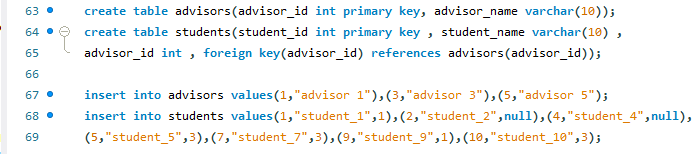 63 create table advisors(advisor_id int primary key, advisor_name varchar(10));
64 create table students(student_id int primary key , student_name varchar(10) ,
65 advisor_id int , foreign key(advisor_id) references advisors(advisor_id));
66
67 insert into advisors values(1,"advisor 1"),(3,"advisor 3"),(5,"advisor 5");
68 insert into students values(1,"student_1",1),(2,"student_2",null),(4,"student_4",null),
69 (5,"student_5",3),(7,"student_7",3),(9,"student_9",1),(10,"student_10",3);